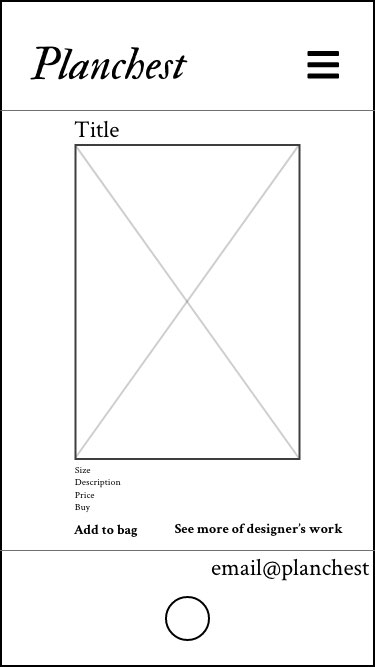 Planchest
Title
Size
Description
Price
Buy
Add to bag See more of designer's work
email@planchest